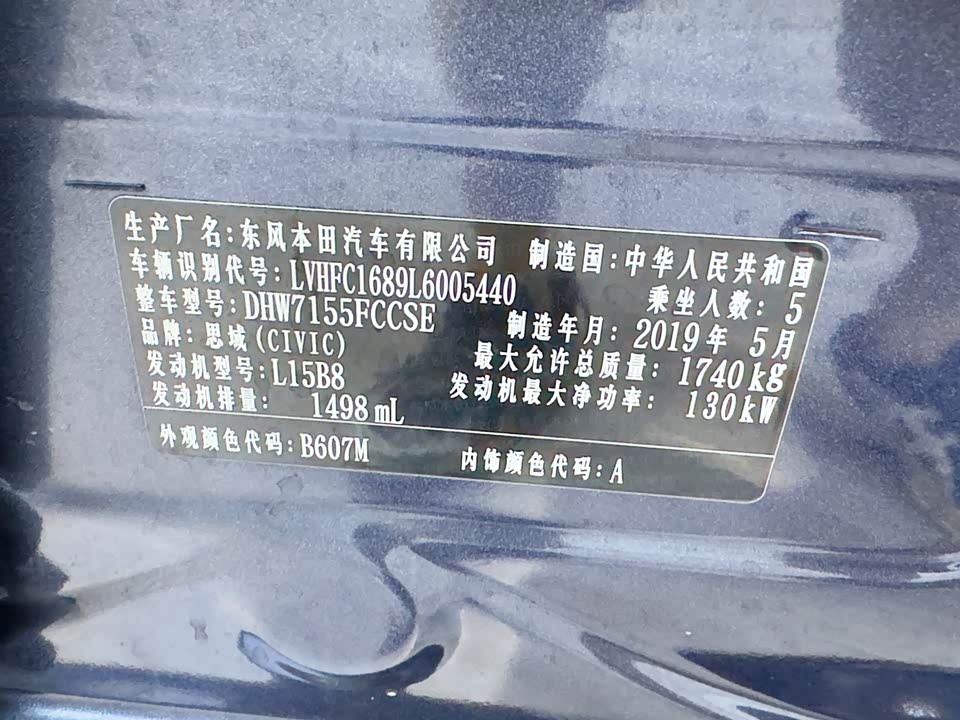 生产厂名:东风本田汽车有限公司 制造国:中华人民共和国
车辆识别代号:LVHFC1689L6005440 乘坐人数: 5
整车型号:DHW7155FCCSE 制造年月: 2019年 5月
品牌: 思域(CIVIC) 最大允许总质量: 1740kg
发动机型号:L15B8 发动机最大净功率: 130kW
发动机排量: 1498 mL
外观颜色代码:B607M 内饰颜色代码:A